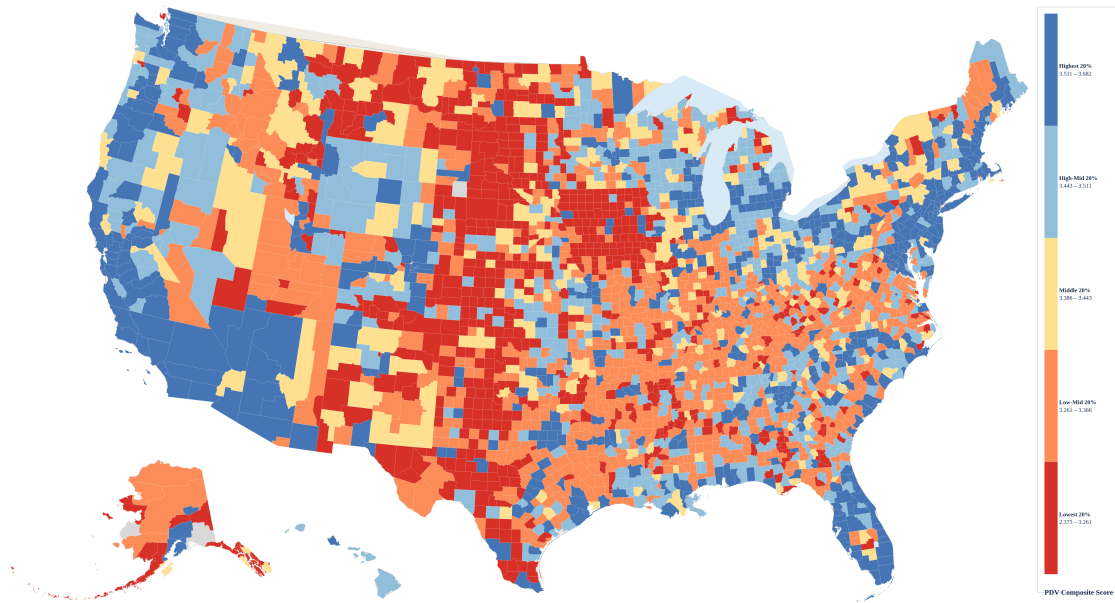 Highest 20%
3.511 – 3.682
High-Mid 20%
3.443 – 3.511
Middle 20%
3.386 – 3.443
Low-Mid 20%
3.261 – 3.386
Lowest 20%
2.375 – 3.261
PDV Composite Score